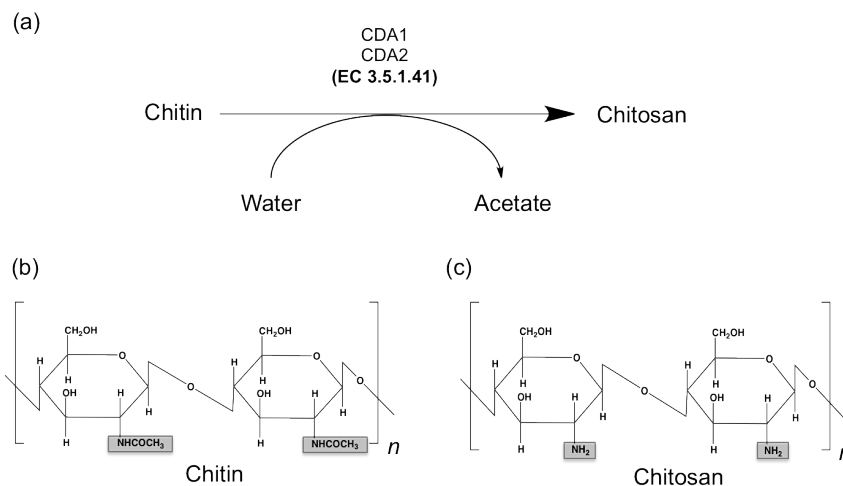 (a)
CDA1
CDA2
(EC 3.5.1.41)
Chitin
Chitosan
Water
Acetate
(b)
(c)
CH₂OH
O
H
H
OH
H
H
H
NHCOCH₃
O
CH₂OH
O
H
H
OH
H
H
H
NHCOCH₃
O
n
Chitin
CH₂OH
O
H
H
OH
H
H
H
NH₂
O
CH₂OH
O
H
H
OH
H
H
H
NH₂
O
Chitosan